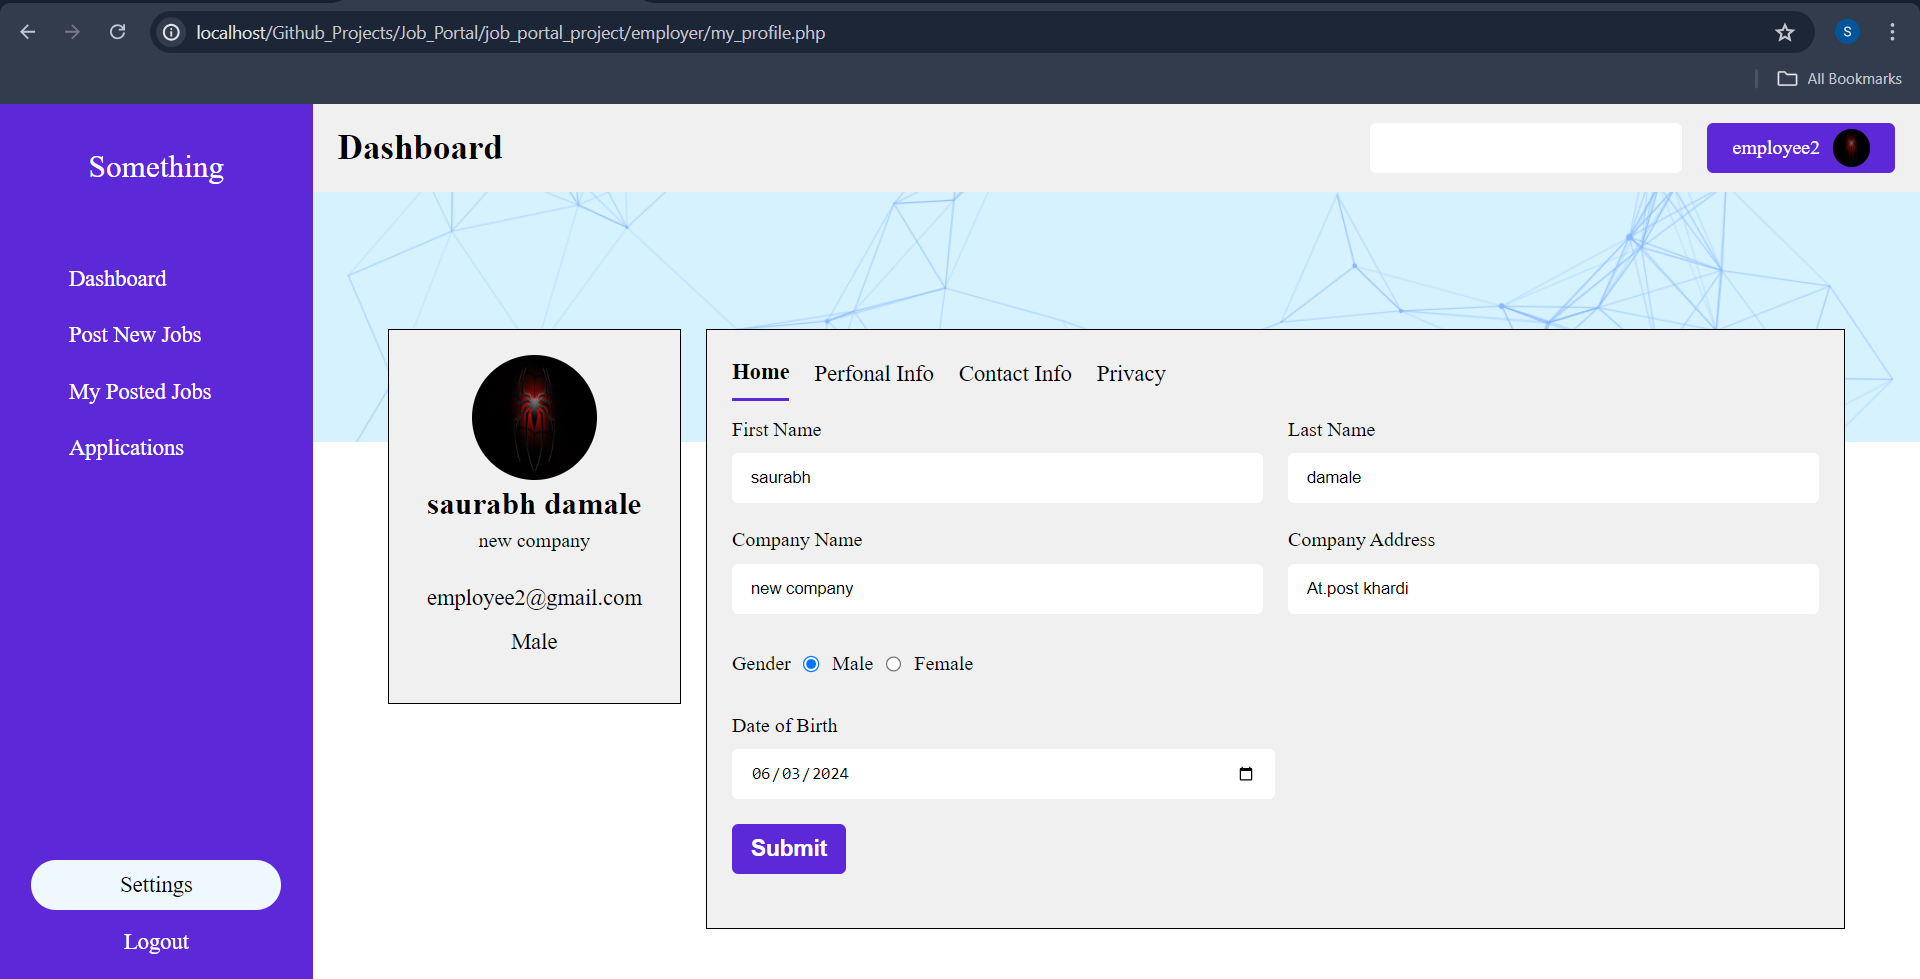 localhost/Github_Projects/Job_Portal/job_portal_project/employer/my_profile.php
S
All Bookmarks
Something
Dashboard
Post New Jobs
My Posted Jobs
Applications
Settings
Logout
Dashboard
employee2
saurabh damale
new company
employee2@gmail.com
Male
Home Perfonal Info Contact Info Privacy
First Name Last Name
saurabh damale
Company Name Company Address
new company At.post khardi
Gender Male Female
Date of Birth
06/03/2024
Submit